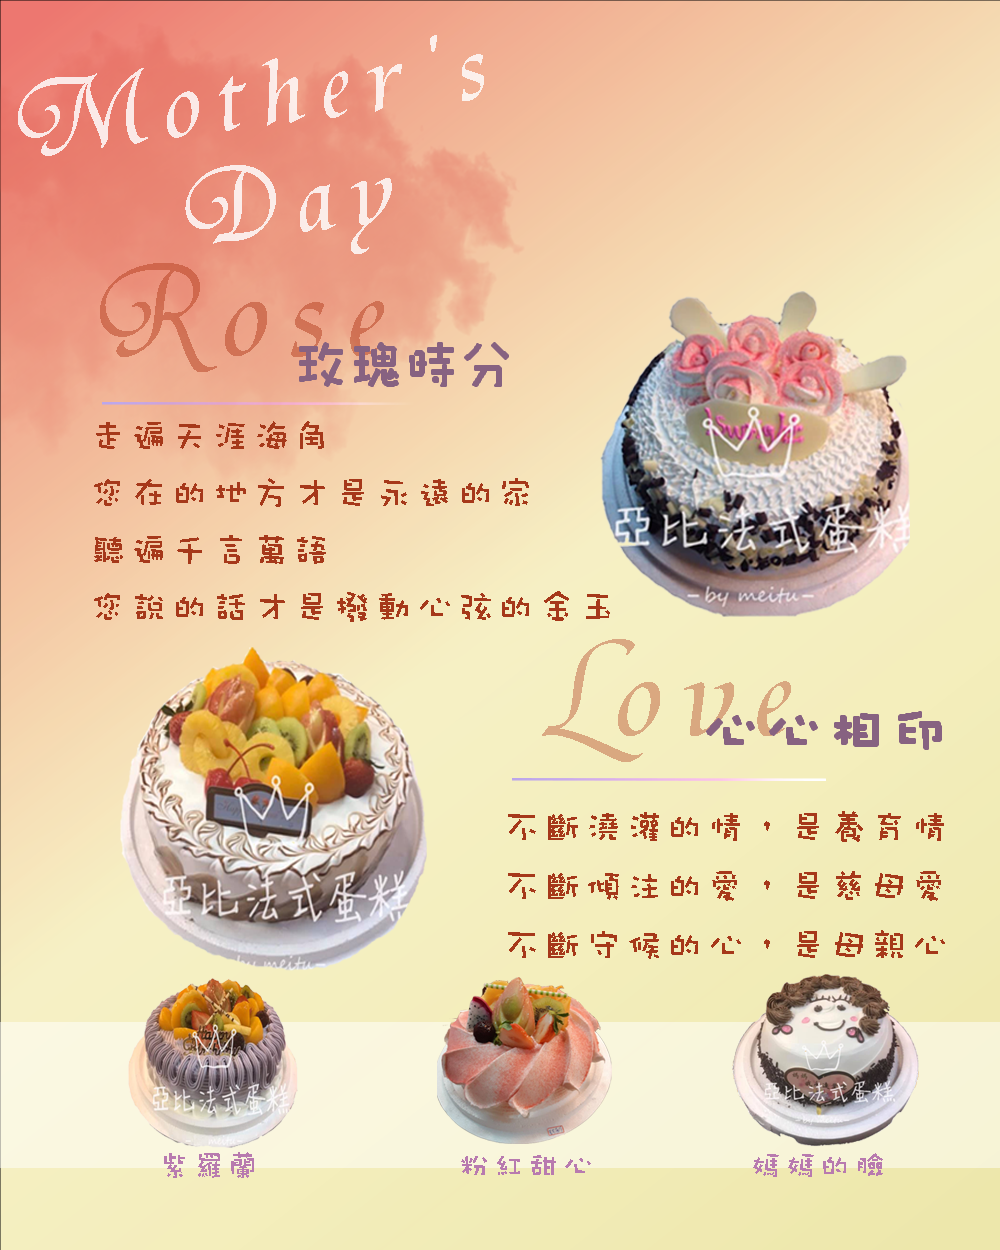 Mother's
Day
Rose
玫瑰時分
走遍天涯海角
您在的地方才是永遠的家
聽遍千言萬語
您說的話才是撥動心弦的金玉
亞比法式蛋糕
-by meitu-
Love
心心相印
不斷澆灌的情，是養育情
不斷傾注的愛，是慈母愛
不斷守候的心，是母親心
亞比法式蛋糕
-by meitu-
亞比法式蛋糕
亞比法式蛋糕
紫羅蘭
粉紅甜心
媽媽的臉